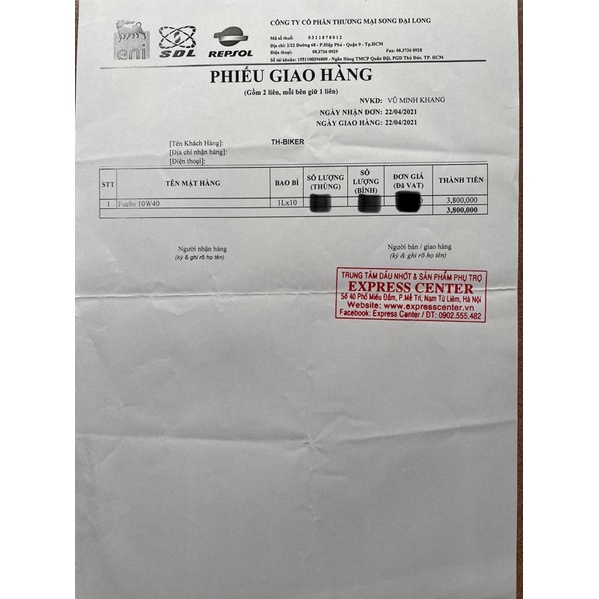 CÔNG TY CỔ PHẦN THƯƠNG MẠI SONG ĐẠI LONG
eni SDL REPSOL
Mã số thuế: 0311870012
Địa chỉ: 2/22 Đường 68 - P.Hiệp Phú - Quận 9 - Tp.HCM
Điện thoại: 08.3736 0929 Fax: 08.3736 0928
Số tài khoản: 1551100396009 - Ngân Hàng TMCP Quân Đội, PGD Thủ Đức. TP. HCM
PHIẾU GIAO HÀNG
(Gồm 2 liên, mỗi bên giữ 1 liên)
NVKD: VŨ MINH KHANG
NGÀY NHẬN ĐƠN: 22/04/2021
NGÀY GIAO HÀNG: 22/04/2021
[Tên Khách Hàng]: TH-BIKER
[Địa chỉ nhận hàng]:
[Điện thoại]:
STT TÊN MẶT HÀNG BAO BÌ SỐ LƯỢNG (THÙNG) SỐ LƯỢNG (BÌNH) ĐƠN GIÁ (Đã VAT) THÀNH TIỀN
1 Fuchs 10W40 1Lx10 3,800,000
3,800,000
Người nhận hàng Người bán / giao hàng
(ký & ghi rõ họ tên) (ký & ghi rõ họ tên)
TRUNG TÂM DẦU NHỚT & SẢN PHẨM PHỤ TRỢ
EXPRESS CENTER
Số 40 Phố Miếu Đầm, P.Mễ Trì, Nam Từ Liêm, Hà Nội
Website: www.expresscenter.vn
Facebook: Express Center / ĐT: 0902.555.482